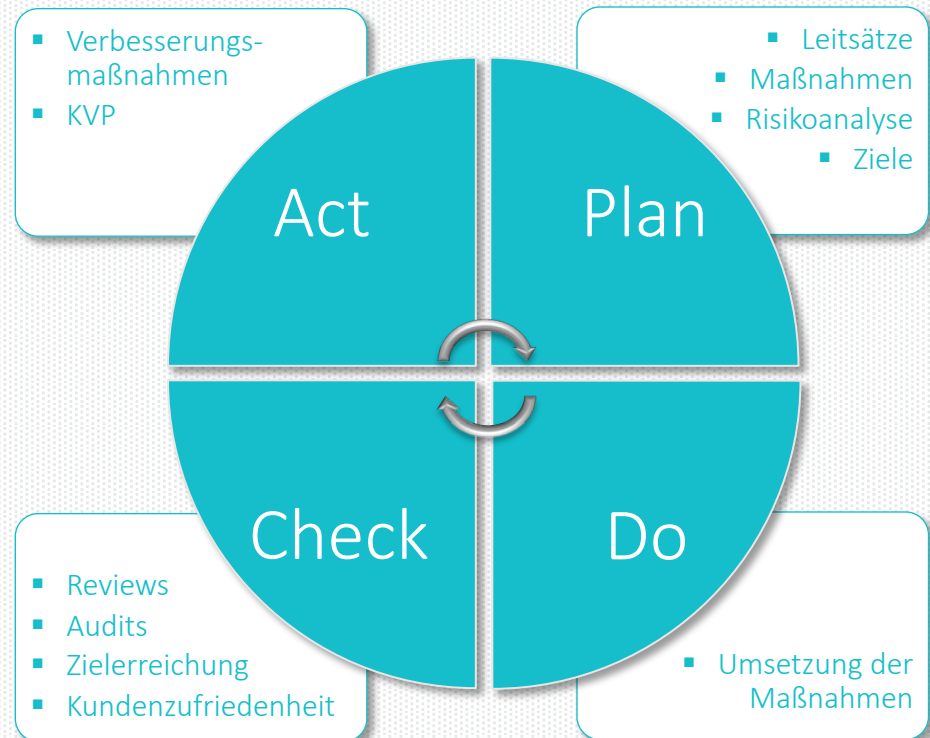 Verbesserungs-
maßnahmen
KVP
Leitsätze
Maßnahmen
Risikoanalyse
Ziele
Act
Plan
Check
Do
Reviews
Audits
Zielerreichung
Kundenzufriedenheit
Umsetzung der
Maßnahmen